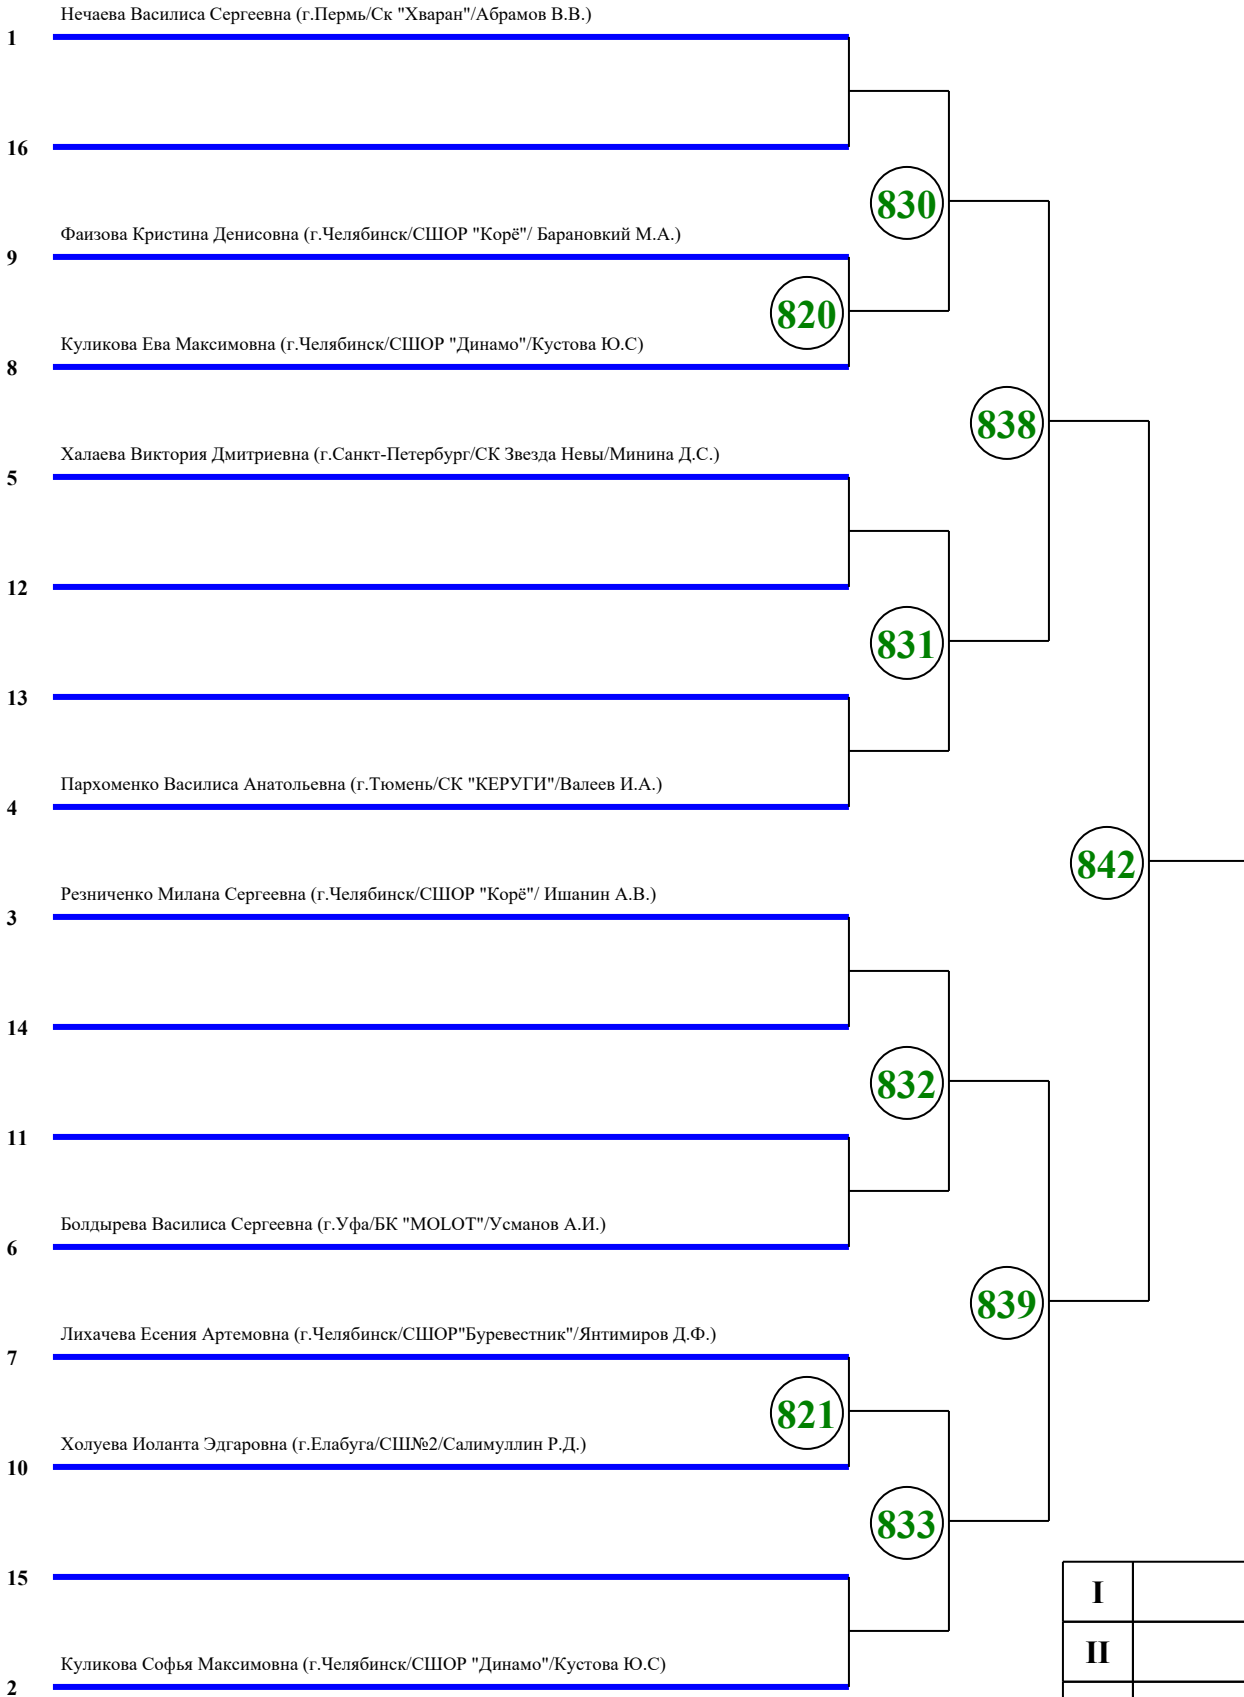 Нечаева Василиса Сергеевна (г.Пермь/Ск "Хваран"/Абрамов В.В.)
1
16
830
Фаизова Кристина Денисовна (г.Челябинск/СШОР "Корё"/ Барановкий М.А.)
9
820
Куликова Ева Максимовна (г.Челябинск/СШОР "Динамо"/Кустова Ю.С)
8
838
Халаева Виктория Дмитриевна (г.Санкт-Петербург/СК Звезда Невы/Минина Д.С.)
5
12
831
13
Пархоменко Василиса Анатольевна (г.Тюмень/СК "КЕРУГИ"/Валеев И.А.)
4
842
Резниченко Милана Сергеевна (г.Челябинск/СШОР "Корё"/ Ишанин А.В.)
3
14
832
11
Болдырева Василиса Сергеевна (г.Уфа/БК "MOLOT"/Усманов А.И.)
6
839
Лихачева Есения Артемовна (г.Челябинск/СШОР"Буревестник"/Янтимиров Д.Ф.)
7
821
Холуева Иоланта Эдгаровна (г.Елабуга/СШ№2/Салимуллин Р.Д.)
10
833
15
I
II
Куликова Софья Максимовна (г.Челябинск/СШОР "Динамо"/Кустова Ю.С)
2